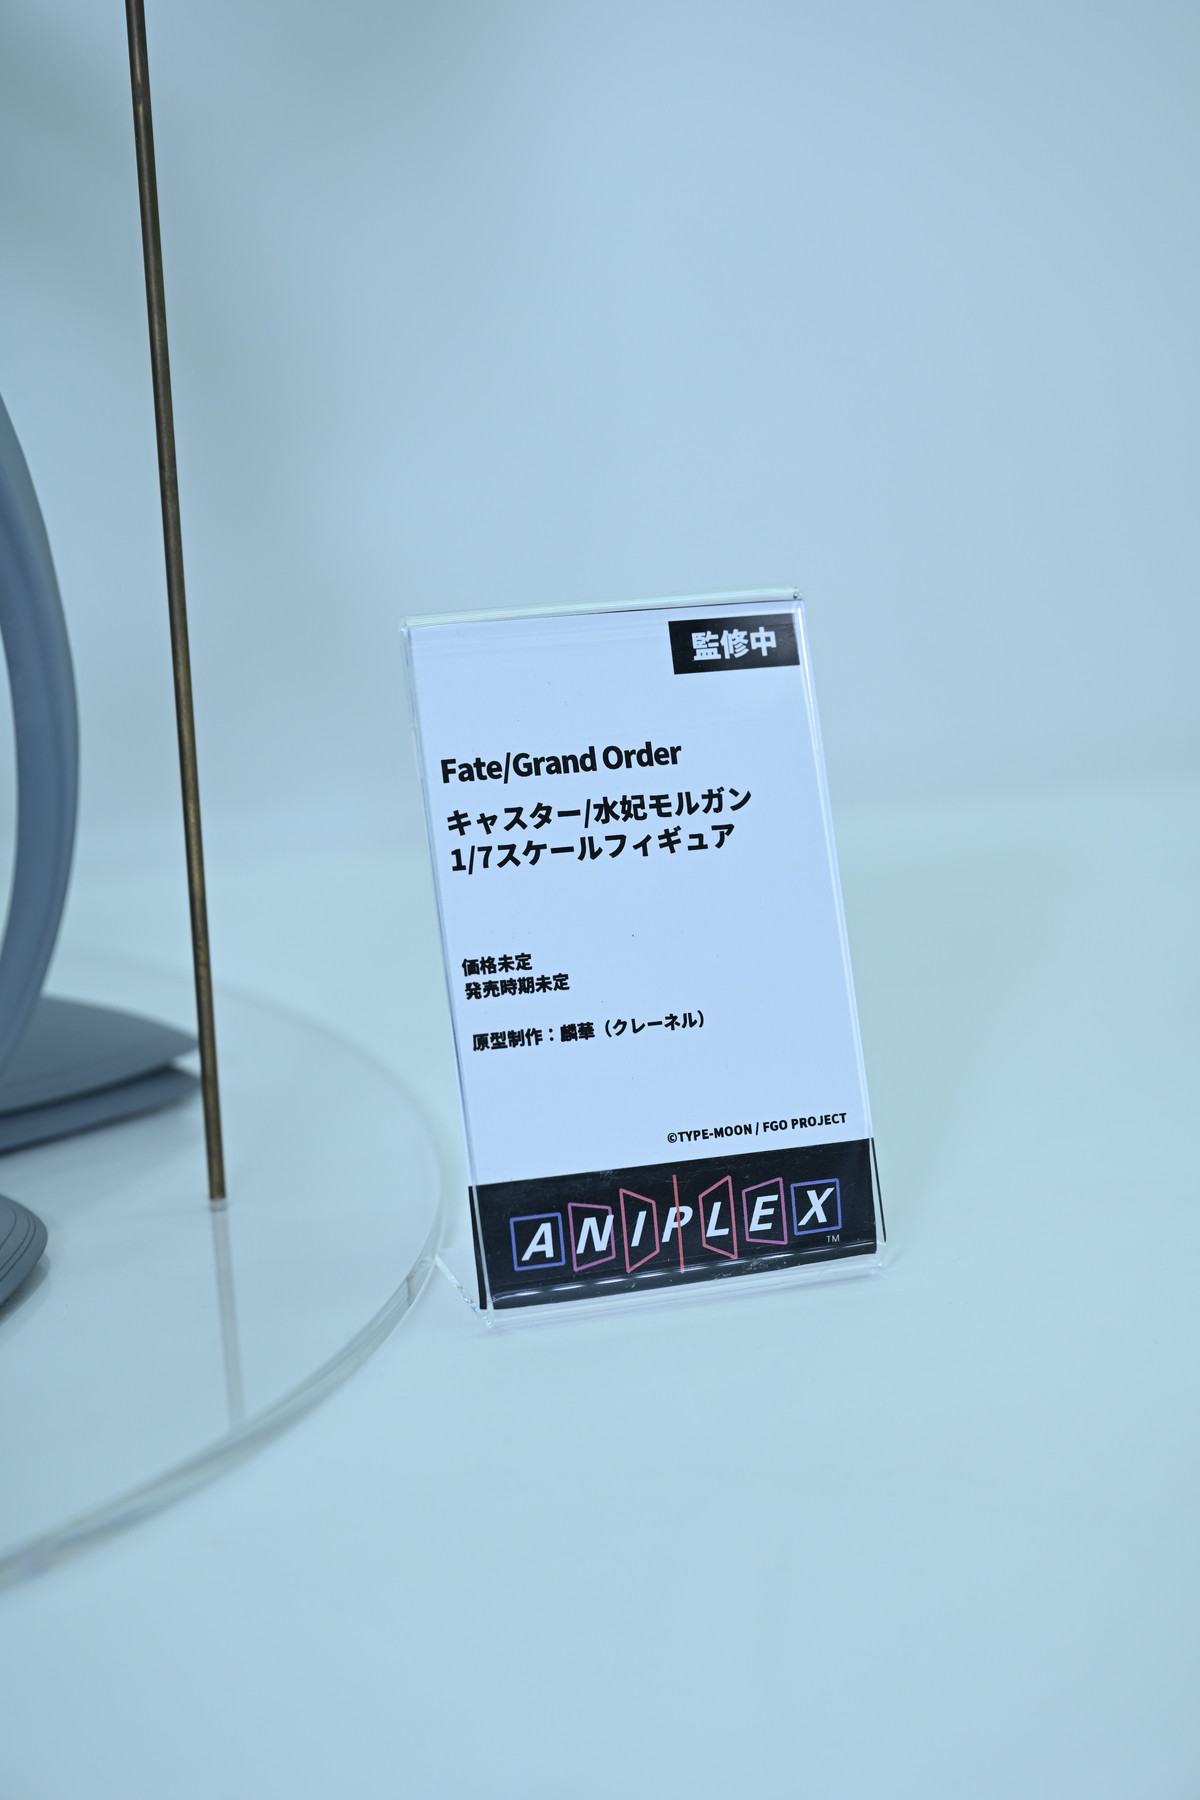 監修中
Fate/Grand Order
キャスター/水妃モルガン
1/7スケールフィギュア
価格未定
発売時期未定
原型制作：麟華（クレーネル）
©TYPE-MOON / FGO PROJECT
ANIPLEX
TM